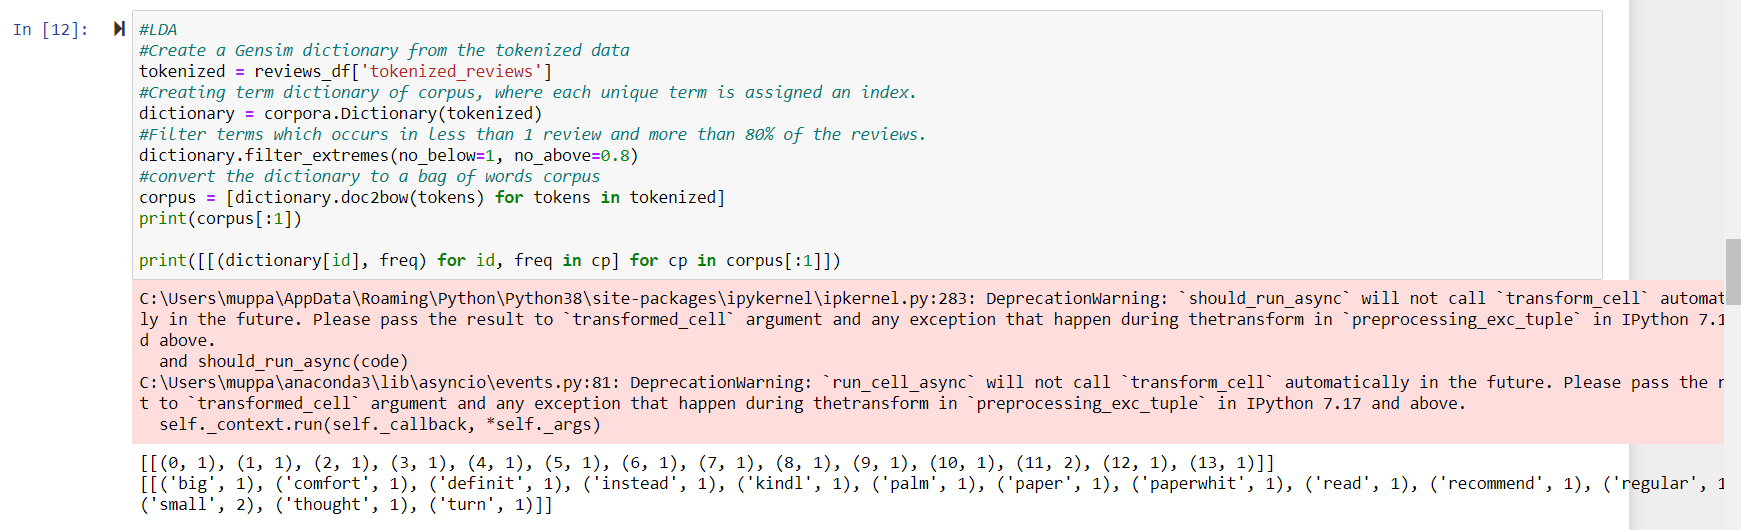 In [12]:
#LDA
#Create a Gensim dictionary from the tokenized data
tokenized = reviews_df['tokenized_reviews']
#Creating term dictionary of corpus, where each unique term is assigned an index.
dictionary = corpora.Dictionary(tokenized)
#Filter terms which occurs in less than 1 review and more than 80% of the reviews.
dictionary.filter_extremes(no_below=1, no_above=0.8)
#convert the dictionary to a bag of words corpus
corpus = [dictionary.doc2bow(tokens) for tokens in tokenized]
print(corpus[:1])
print([[(dictionary[id], freq) for id, freq in cp] for cp in corpus[:1]])
C:\Users\muppa\AppData\Roaming\Python\Python38\site-packages\ipykernel\ipkernel.py:283: DeprecationWarning: `should_run_async` will not call `transform_cell` automat
ly in the future. Please pass the result to `transformed_cell` argument and any exception that happen during thetransform in `preprocessing_exc_tuple` in IPython 7.1
d above.
  and should_run_async(code)
C:\Users\muppa\anaconda3\lib\asyncio\events.py:81: DeprecationWarning: `run_cell_async` will not call `transform_cell` automatically in the future. Please pass the r
t to `transformed_cell` argument and any exception that happen during thetransform in `preprocessing_exc_tuple` in IPython 7.17 and above.
  self._context.run(self._callback, *self._args)
[[(0, 1), (1, 1), (2, 1), (3, 1), (4, 1), (5, 1), (6, 1), (7, 1), (8, 1), (9, 1), (10, 1), (11, 2), (12, 1), (13, 1)]]
[[('big', 1), ('comfort', 1), ('definit', 1), ('instead', 1), ('kindl', 1), ('palm', 1), ('paper', 1), ('paperwhit', 1), ('read', 1), ('recommend', 1), ('regular', 1
('small', 2), ('thought', 1), ('turn', 1)]]